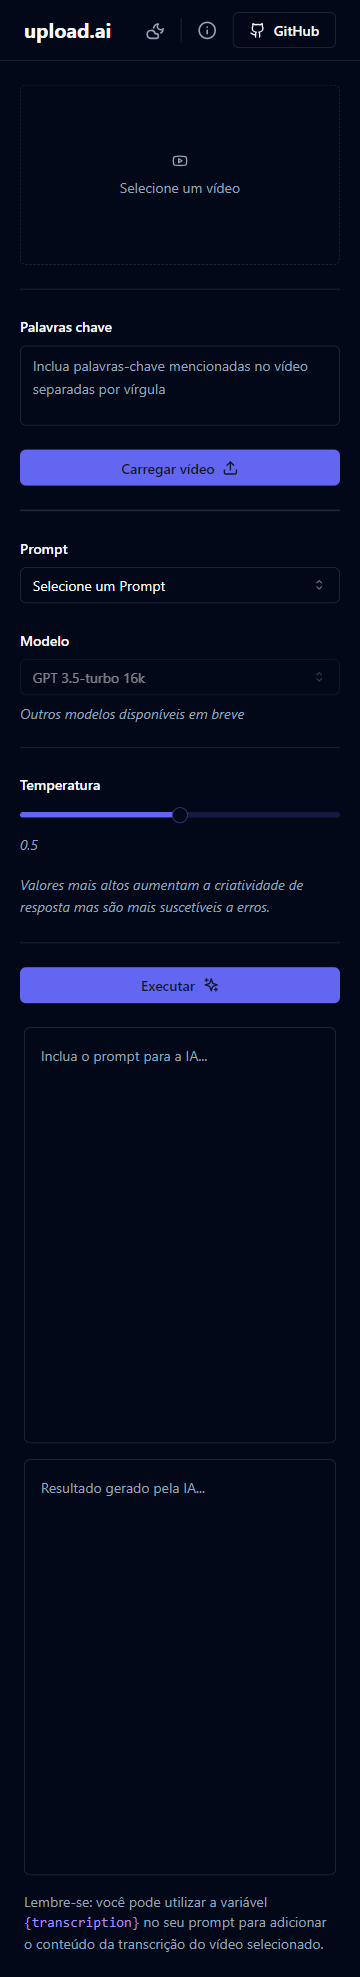 upload.ai
GitHub
Selecione um vídeo
Palavras chave
Inclua palavras-chave mencionadas no vídeo
separadas por vírgula
Carregar vídeo
Prompt
Selecione um Prompt
Modelo
GPT 3.5-turbo 16k
Outros modelos disponíveis em breve
Temperatura
0.5
Valores mais altos aumentam a criatividade de
resposta mas são mais suscetíveis a erros.
Executar
Inclua o prompt para a IA...
Resultado gerado pela IA...
Lembre-se: você pode utilizar a variável
{transcription} no seu prompt para adicionar
o conteúdo da transcrição do vídeo selecionado.